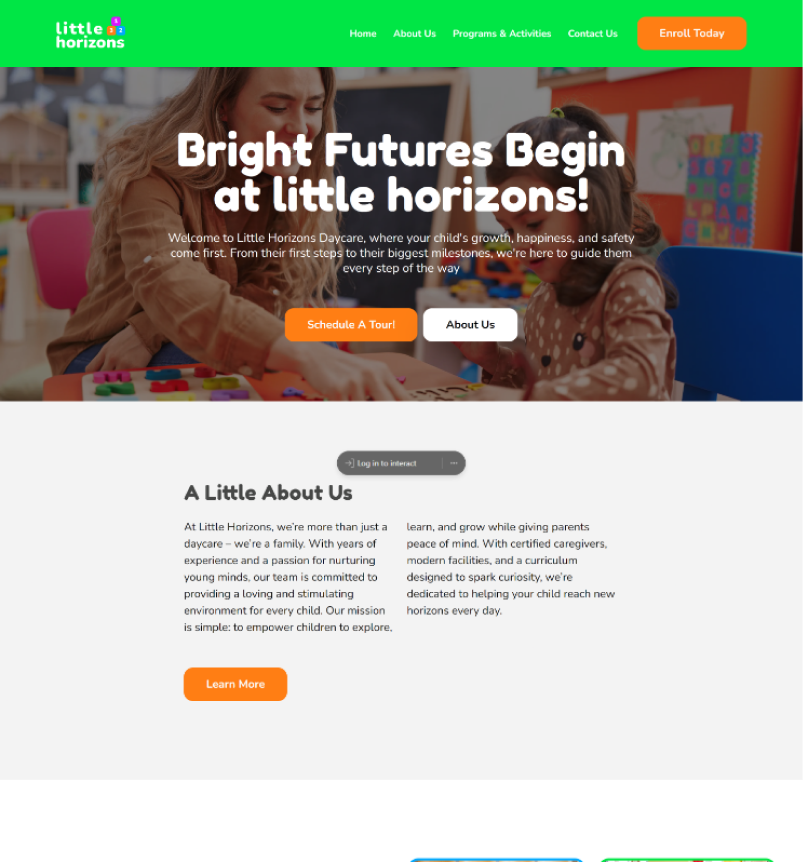 little
horizons
Home About Us Programs & Activities Contact Us Enroll Today
Bright Futures Begin
at little horizons!
Welcome to Little Horizons Daycare, where your child's growth, happiness, and safety
come first. From their first steps to their biggest milestones, we're here to guide them
every step of the way
Schedule A Tour! About Us
Log in to interact
A Little About Us
At Little Horizons, we're more than just a
daycare – we're a family. With years of
experience and a passion for nurturing
young minds, our team is committed to
providing a loving and stimulating
environment for every child. Our mission
is simple: to empower children to explore,
learn, and grow while giving parents
peace of mind. With certified caregivers,
modern facilities, and a curriculum
designed to spark curiosity, we're
dedicated to helping your child reach new
horizons every day.
Learn More